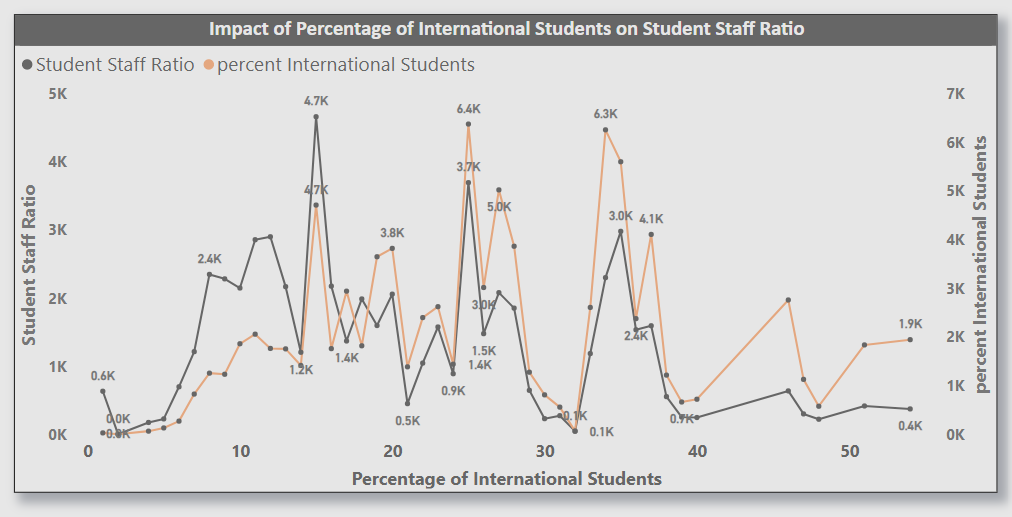 Impact of Percentage of International Students on Student Staff Ratio
Student Staff Ratio percent International Students
5K
4K
3K
2K
1K
0K
Student Staff Ratio
0.6K
0.0K
0.0K
2.4K
1.2K
4.7K
4.7K
1.4K
3.8K
0.5K
0.9K
6.4K
3.7K
3.0K
1.5K
1.4K
5.0K
0.1K
0.1K
6.3K
3.0K
2.4K
4.1K
0.7K
1.9K
0.4K
7K
6K
5K
4K
3K
2K
1K
0K
percent International Students
0 10 20 30 40 50
Percentage of International Students